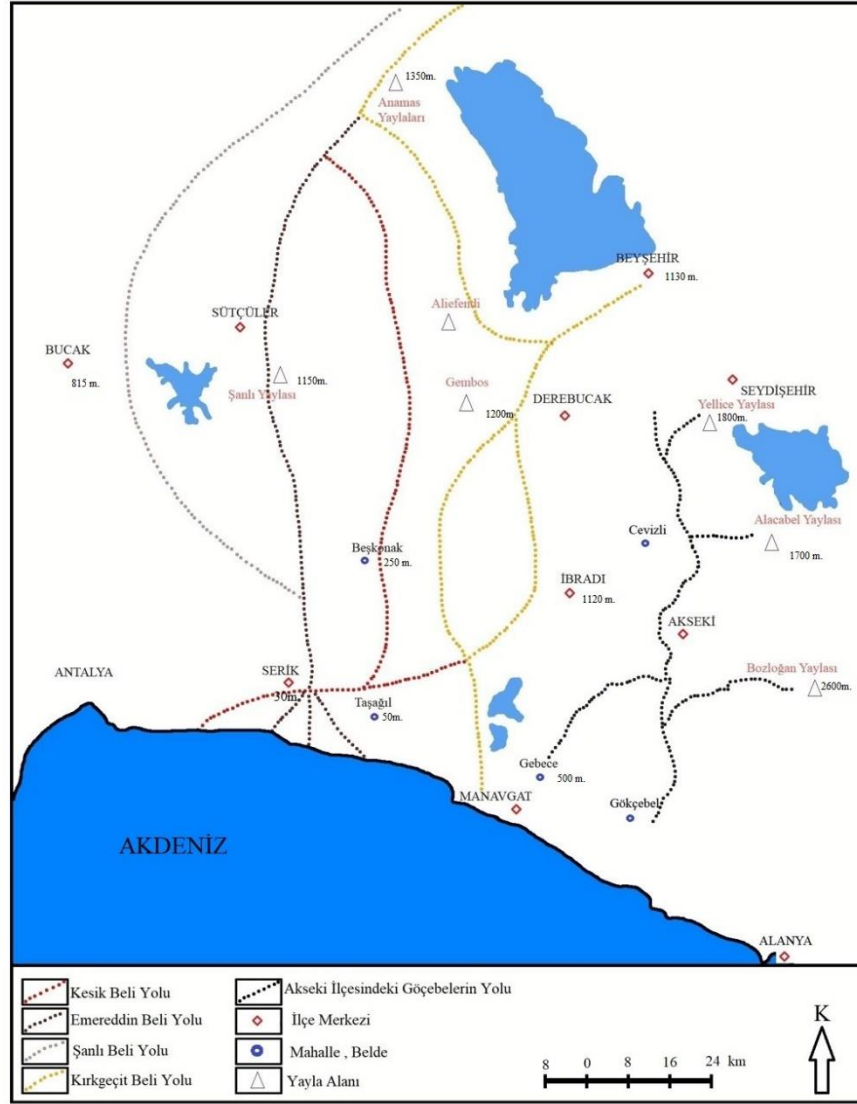 1350m.
Anamas
Yaylaları
BEYŞEHİR
1130 m.
SÜTÇÜLER
Aliefendi
BUCAK
815 m.
Şanlı Yaylası
1150m.
Gembos
1200m
DEREBUCAK
SEYDİŞEHİR
Yellice Yaylası
1800m.
Cevizli
Alacabel Yaylası
1700 m.
Beşkonak
250 m.
İBRADI
1120 m.
AKSEKİ
ANTALYA
SERİK
30m.
Taşağıl
50m.
Bozloğan Yaylası
2600m.
Gebece
500 m.
MANAVGAT
Gökçebel
AKDENİZ
ALANYA
Kesik Beli Yolu
Emereddin Beli Yolu
Şanlı Beli Yolu
Kırkgeçit Beli Yolu
Akseki İlçesindeki Göçebelerin Yolu
İlçe Merkezi
Mahalle , Belde
Yayla Alanı
8 0 8 16 24 km
K